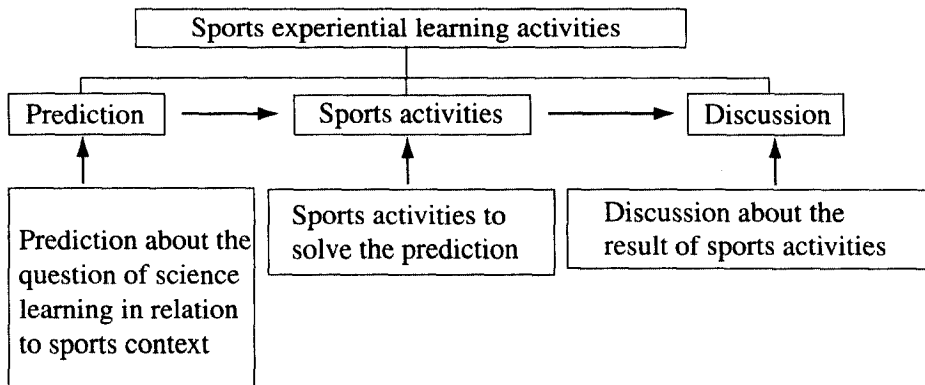 Sports experiential learning activities
Prediction
Sports activities
Discussion
Prediction about the
question of science
learning in relation
to sports context
Sports activities to
solve the prediction
Discussion about the
result of sports activities